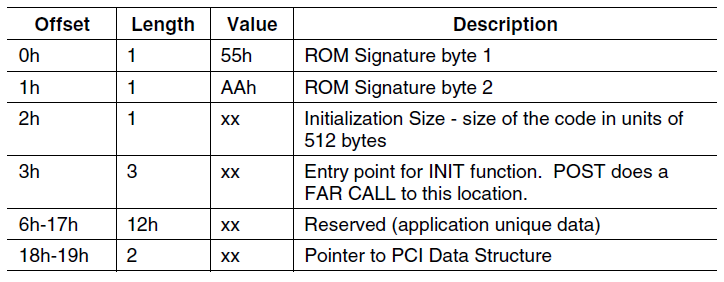 Offset Length Value Description
0h 1 55h ROM Signature byte 1
1h 1 AAh ROM Signature byte 2
2h 1 xx Initialization Size - size of the code in units of
512 bytes
3h 3 xx Entry point for INIT function. POST does a
FAR CALL to this location.
6h-17h 12h xx Reserved (application unique data)
18h-19h 2 xx Pointer to PCI Data Structure